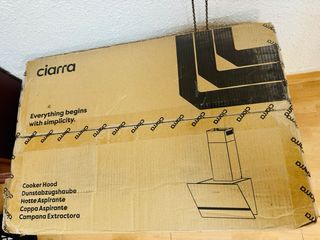 ciarra
Everything begins
with simplicity.
Cooker Hood
Dunstabzugshaube
Hotte Aspirante
Cappa Aspirante
Campana Extractora